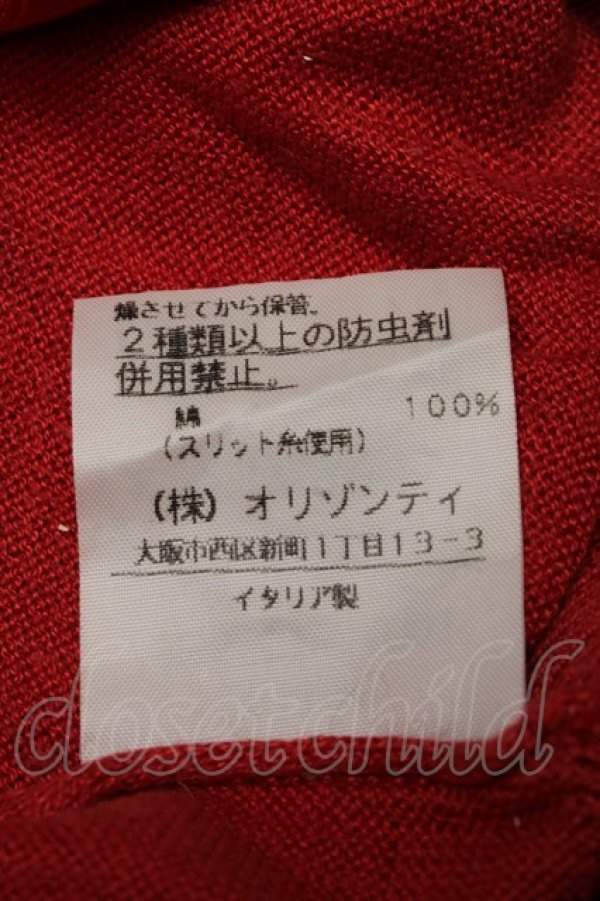 燥させてから保管。
2種類以上の防虫剤
併用禁止。
綿 100%
(スリット糸使用)
(株) オリゾンティ
大阪市西区新町1丁目13-3
イタリア製
closetchild